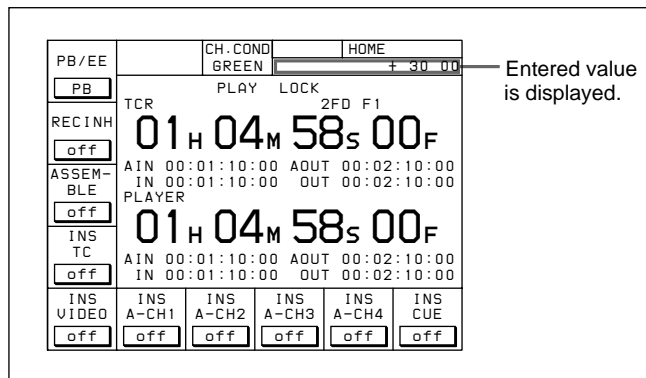 PB/EE
PB
CH.COND
GREEN
HOME
+ 30 00
Entered value
is displayed.
PLAY LOCK
TCR 2FD F1
01H 04M 58S 00F
AIN 00:01:10:00 AOUT 00:02:10:00
IN 00:01:10:00 OUT 00:02:10:00
PLAYER
01H 04M 58S 00F
AIN 00:01:10:00 AOUT 00:02:10:00
IN 00:01:10:00 OUT 00:02:10:00
RECINH
off
ASSEM-
BLE
off
INS
TC
off
INS
VIDEO
off
INS
A-CH1
off
INS
A-CH2
off
INS
A-CH3
off
INS
A-CH4
off
INS
CUE
off